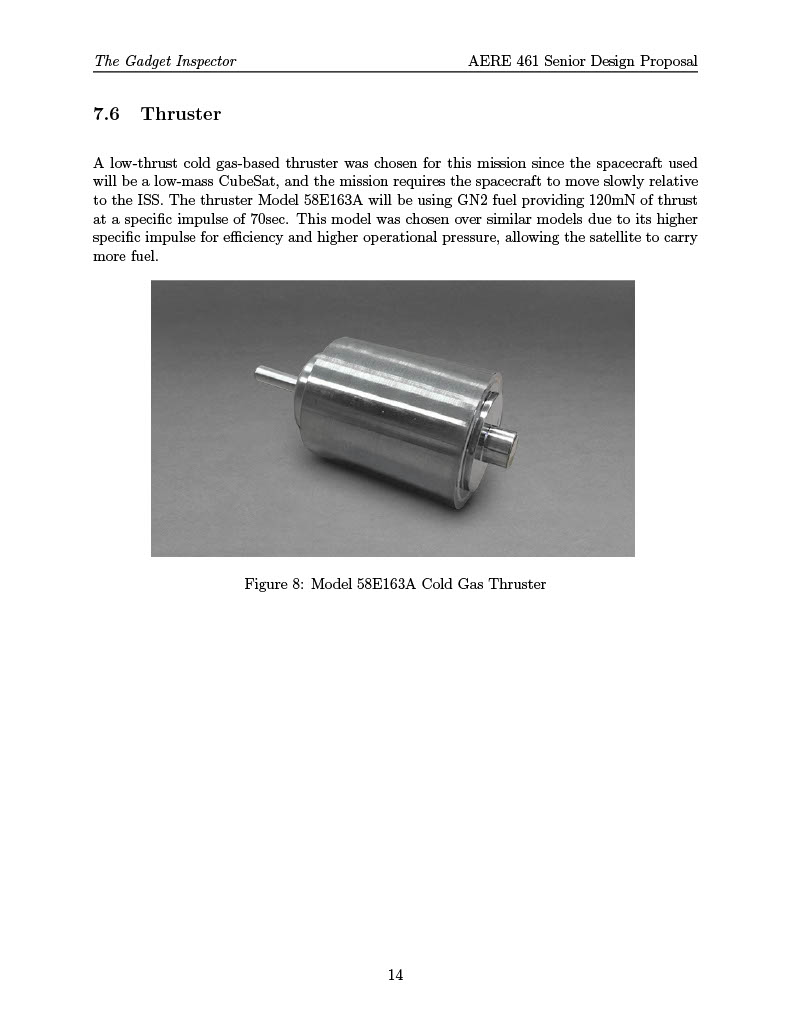 The Gadget Inspector AERE 461 Senior Design Proposal
7.6 Thruster
A low-thrust cold gas-based thruster was chosen for this mission since the spacecraft used
will be a low-mass CubeSat, and the mission requires the spacecraft to move slowly relative
to the ISS. The thruster Model 58E163A will be using GN2 fuel providing 120mN of thrust
at a specific impulse of 70sec. This model was chosen over similar models due to its higher
specific impulse for efficiency and higher operational pressure, allowing the satellite to carry
more fuel.
Figure 8: Model 58E163A Cold Gas Thruster
14